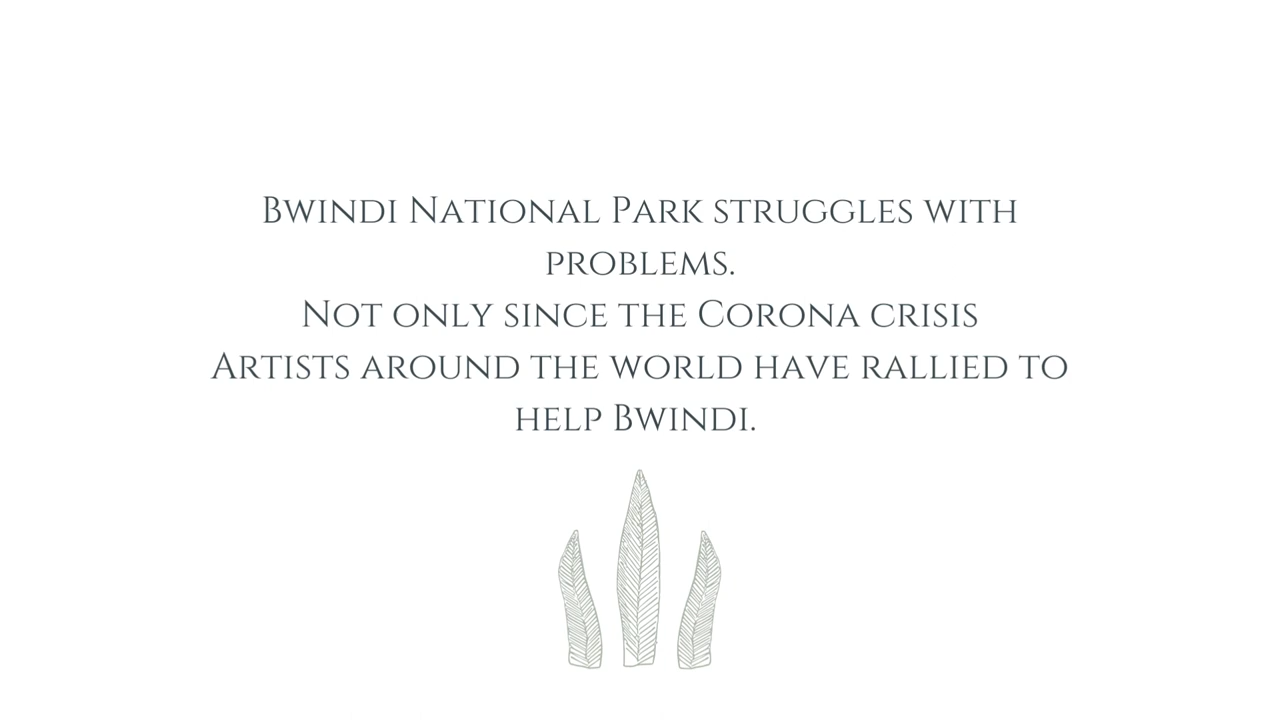 Bwindi National Park struggles with
problems.
Not only since the Corona crisis
Artists around the world have rallied to
help Bwindi.